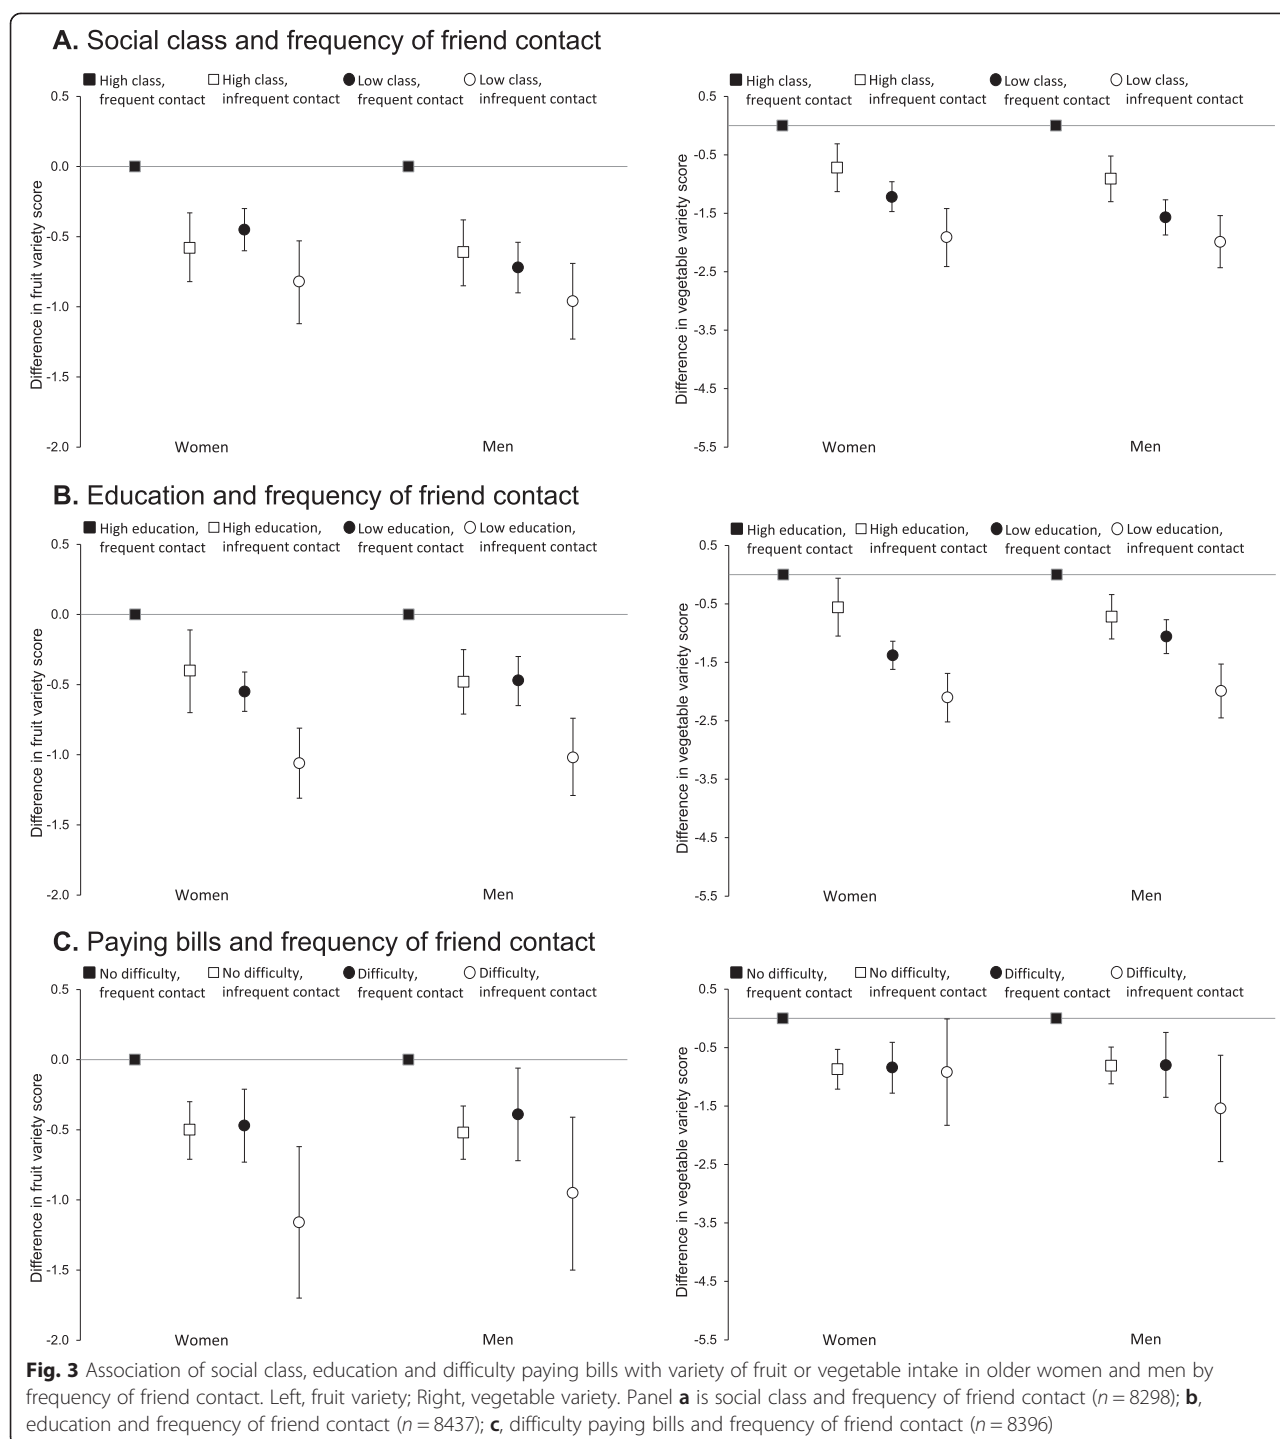 A. Social class and frequency of friend contact
High class, frequent contact
High class, infrequent contact
Low class, frequent contact
Low class, infrequent contact
0.5
0.0
-0.5
-1.0
-1.5
-2.0
Difference in fruit variety score
Women
Men
High class, frequent contact
High class, infrequent contact
Low class, frequent contact
Low class, infrequent contact
0.5
-0.5
-1.5
-2.5
-3.5
-4.5
-5.5
Difference in vegetable variety score
Women
Men
B. Education and frequency of friend contact
High education, frequent contact
High education, infrequent contact
Low education, frequent contact
Low education, infrequent contact
0.5
0.0
-0.5
-1.0
-1.5
-2.0
Difference in fruit variety score
Women
Men
High education, frequent contact
High education, infrequent contact
Low education, frequent contact
Low education, infrequent contact
0.5
-0.5
-1.5
-2.5
-3.5
-4.5
-5.5
Difference in vegetable variety score
Women
Men
C. Paying bills and frequency of friend contact
No difficulty, frequent contact
No difficulty, infrequent contact
Difficulty, frequent contact
Difficulty, infrequent contact
0.5
0.0
-0.5
-1.0
-1.5
-2.0
Difference in fruit variety score
Women
Men
No difficulty, frequent contact
No difficulty, infrequent contact
Difficulty, frequent contact
Difficulty, infrequent contact
0.5
-0.5
-1.5
-2.5
-3.5
-4.5
-5.5
Difference in vegetable variety score
Women
Men
Fig. 3 Association of social class, education and difficulty paying bills with variety of fruit or vegetable intake in older women and men by
frequency of friend contact. Left, fruit variety; Right, vegetable variety. Panel a is social class and frequency of friend contact (n = 8298); b,
education and frequency of friend contact (n = 8437); c, difficulty paying bills and frequency of friend contact (n = 8396)